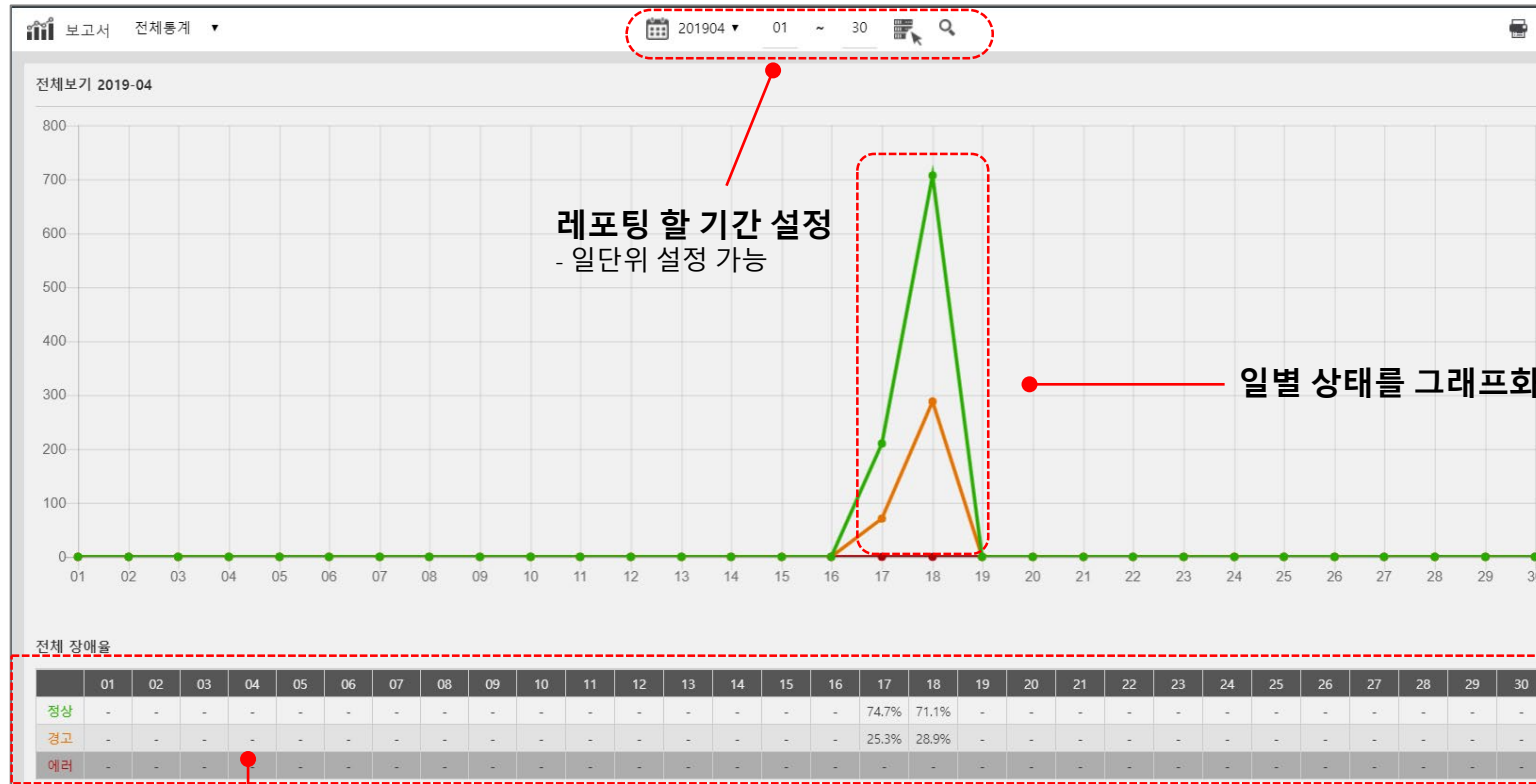 보고서 전체통계 ▼ 201904 ▼ 01 ~ 30
전체보기 2019-04
800
700
600
500
400
300
200
100
0
레포팅 할 기간 설정
- 일단위 설정 가능
일별 상태를 그래프화
01 02 03 04 05 06 07 08 09 10 11 12 13 14 15 16 17 18 19 20 21 22 23 24 25 26 27 28 29 3
전체 장애율
01 02 03 04 05 06 07 08 09 10 11 12 13 14 15 16 17 18 19 20 21 22 23 24 25 26 27 28 29 30
정상 - - - - - - - - - - - - - - - - 74.7% 71.1% - - - - - - - - - - - -
경고 - - - - - - - - - - - - - - - - 25.3% 28.9% - - - - - - - - - - - -
에러 - - - - - - - - - - - - - - - - - - - - - - - - - - - - - -